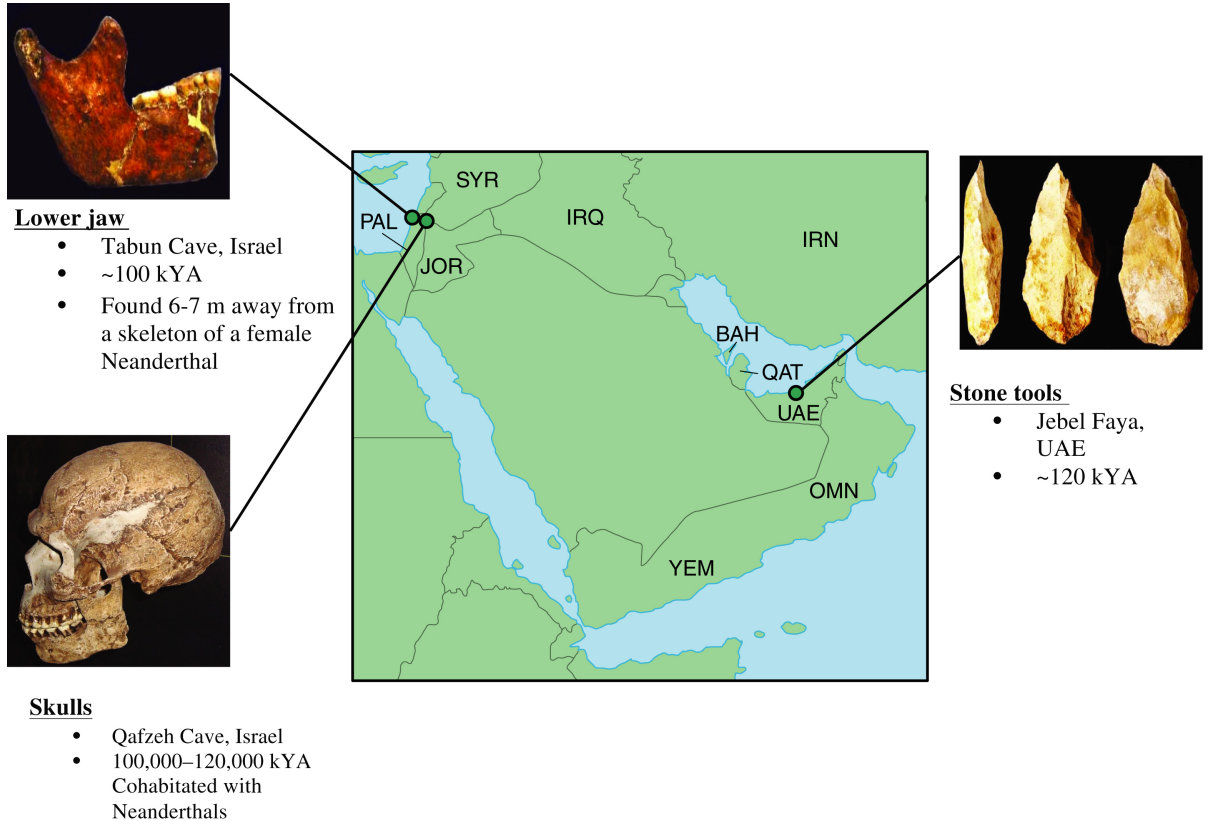 Lower jaw
• Tabun Cave, Israel
• ~100 kYA
• Found 6-7 m away from
a skeleton of a female
Neanderthal
SYR
PAL
IRQ
IRN
JOR
BAH
QAT
UAE
OMN
YEM
Stone tools
• Jebel Faya,
UAE
• ~120 kYA
Skulls
• Qafzeh Cave, Israel
• 100,000–120,000 kYA
Cohabitated with
Neanderthals